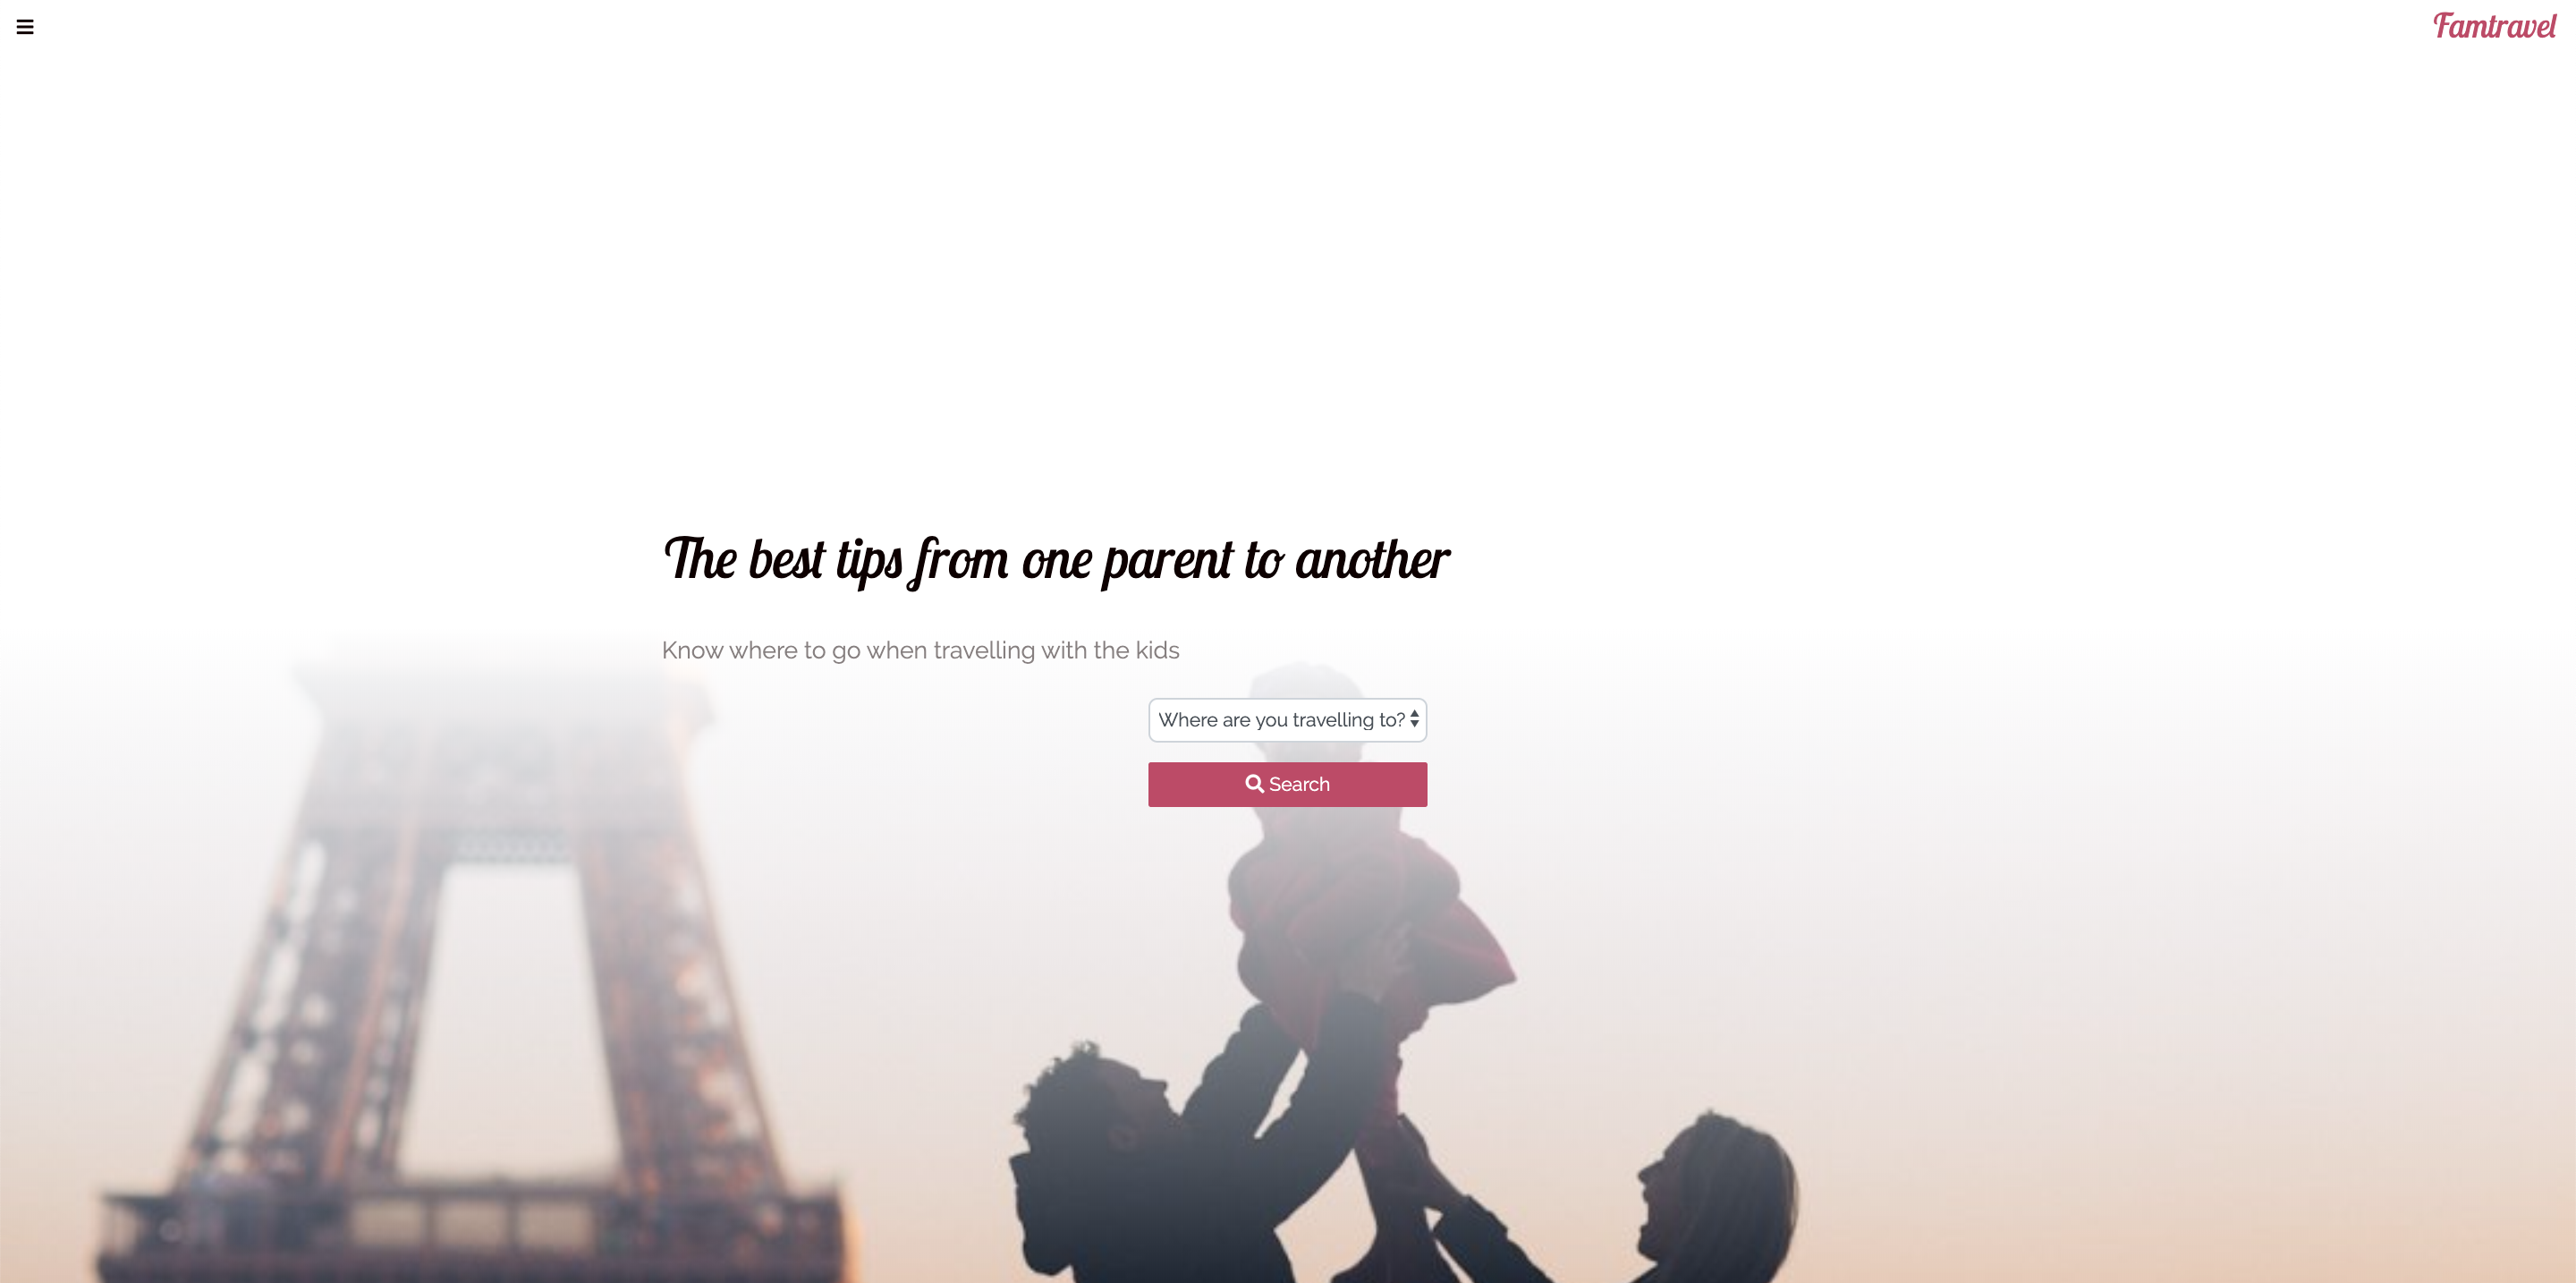 Famtravel
The best tips from one parent to another
Know where to go when travelling with the kids
Where are you travelling to?
Search